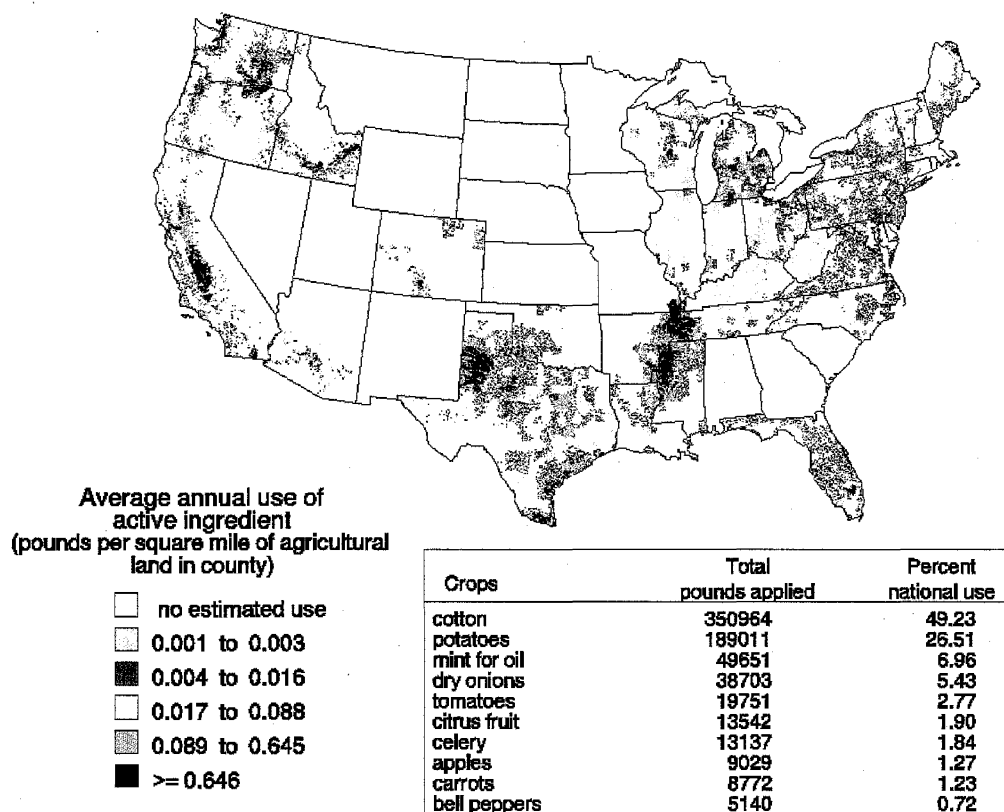 Average annual use of
active ingredient
(pounds per square mile of agricultural
land in county)
no estimated use
0.001 to 0.003
0.004 to 0.016
0.017 to 0.088
0.089 to 0.645
>= 0.646
Crops Total pounds applied Percent national use
cotton 350964 49.23
potatoes 189011 26.51
mint for oil 49651 6.96
dry onions 38703 5.43
tomatoes 19751 2.77
citrus fruit 13542 1.90
celery 13137 1.84
apples 9029 1.27
carrots 8772 1.23
bell peppers 5140 0.72